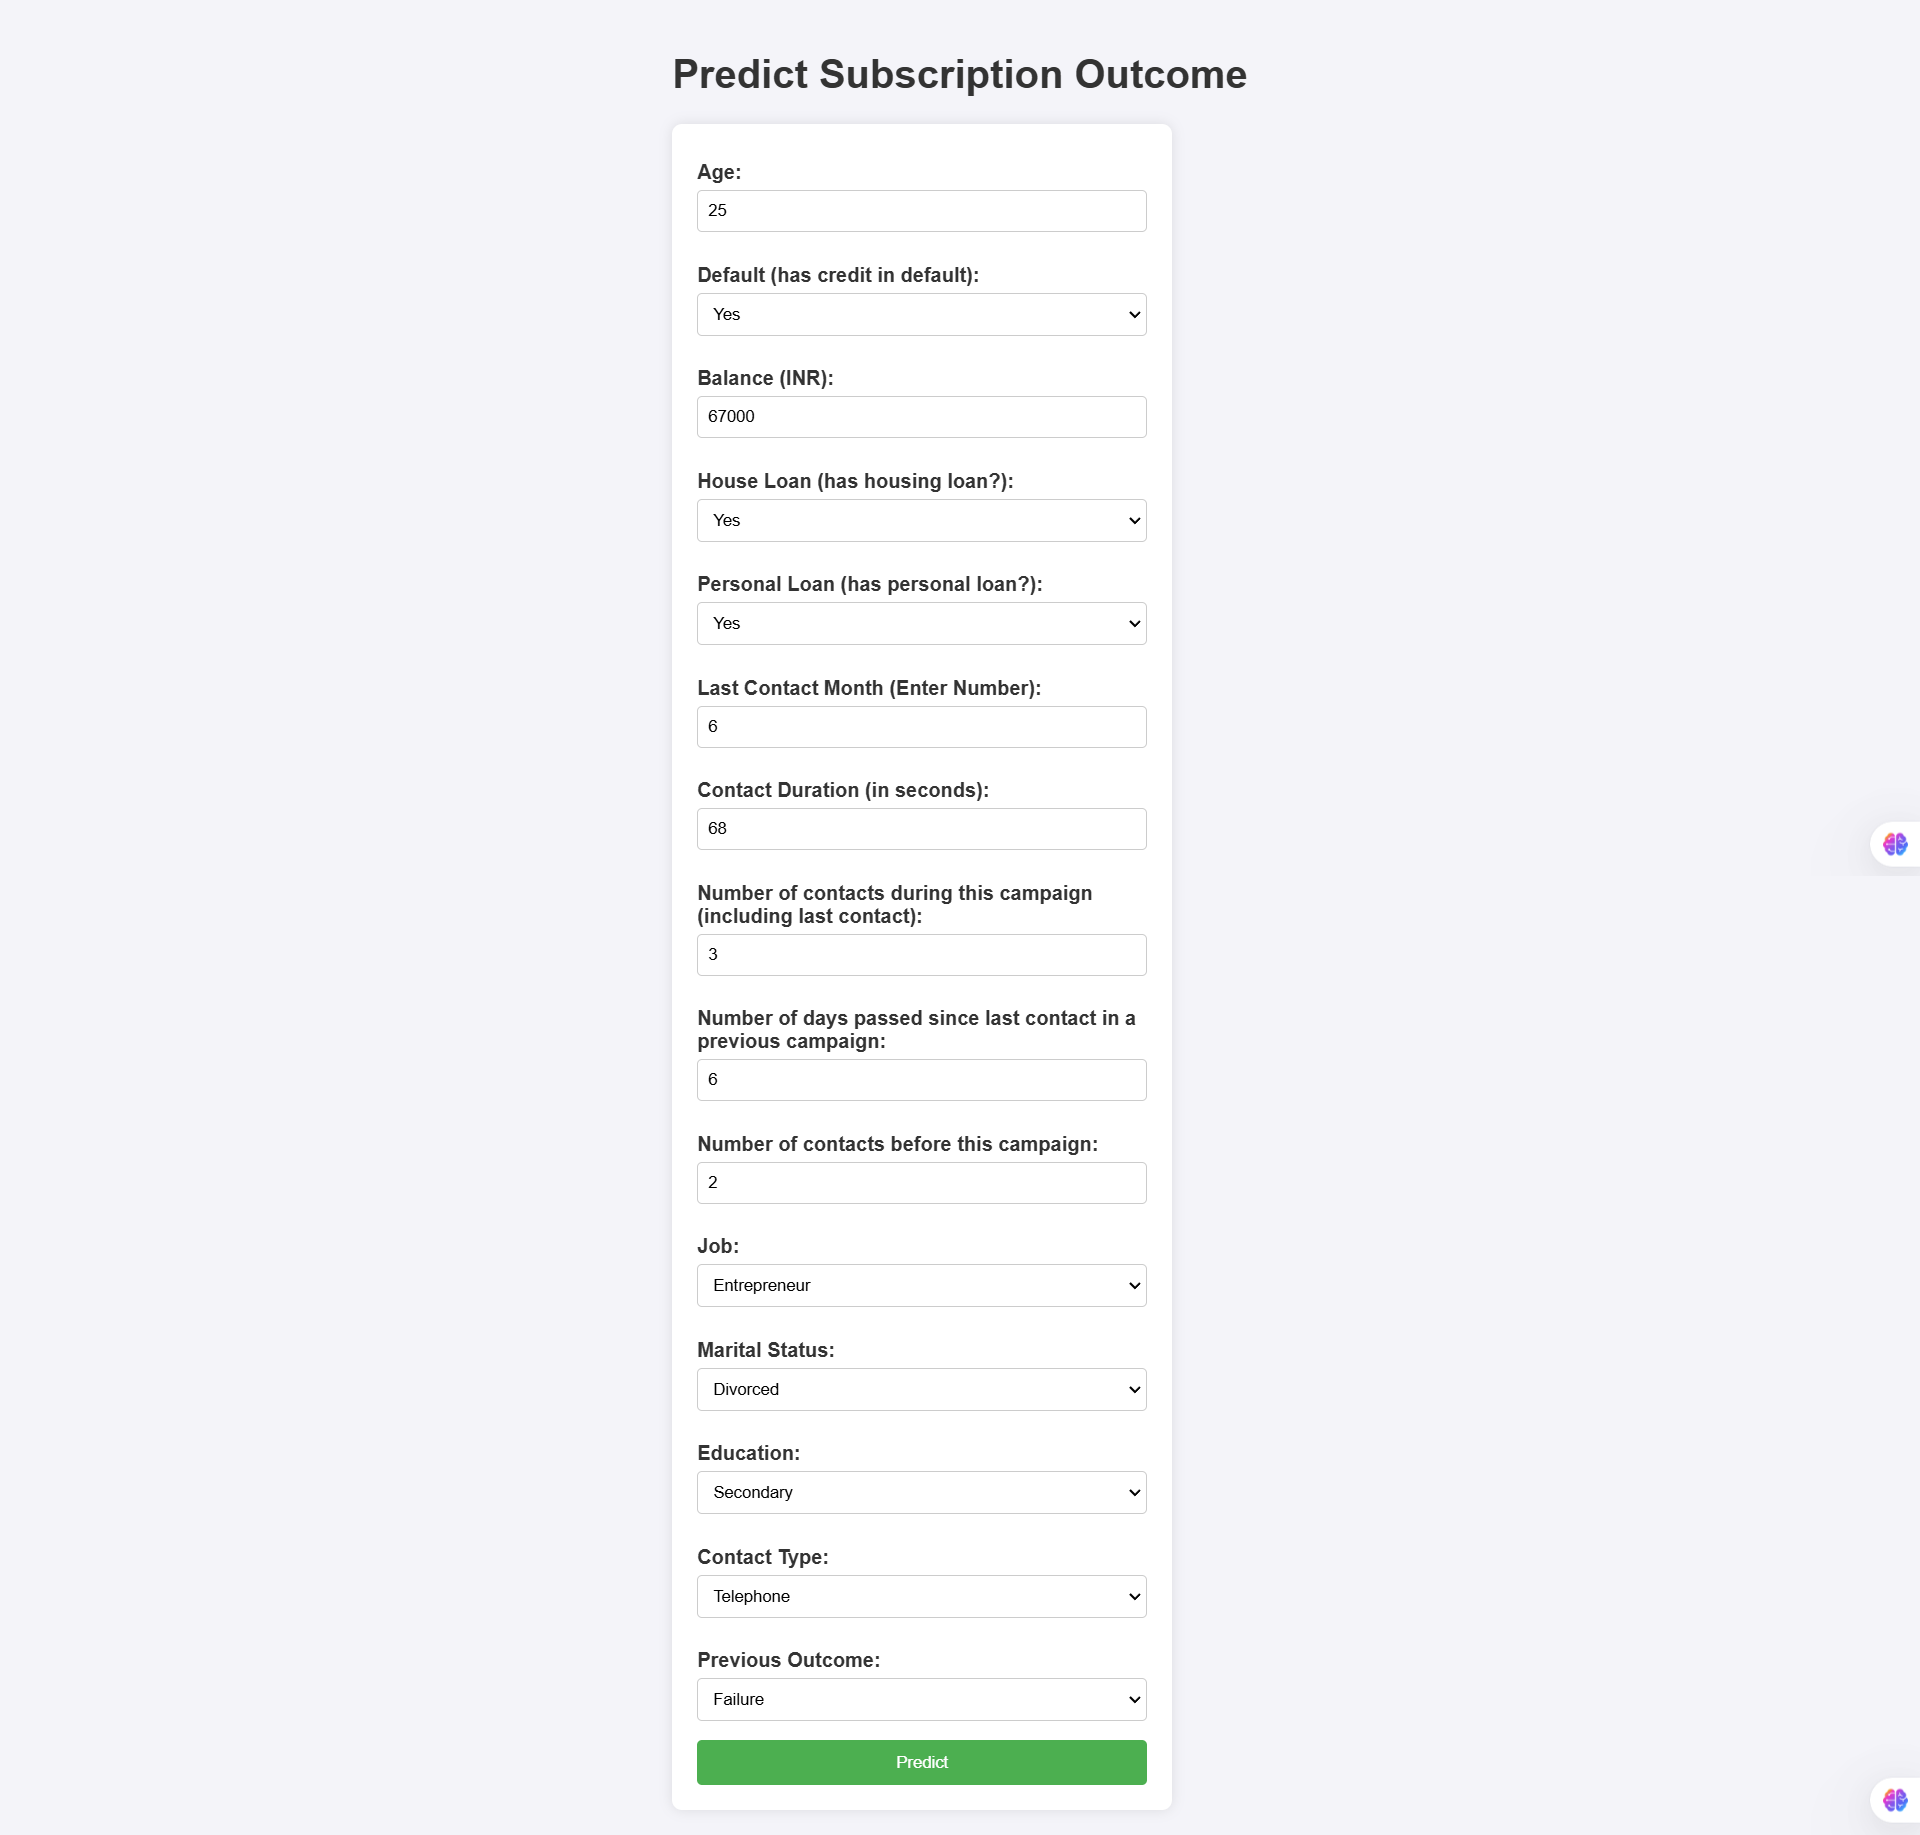 Predict Subscription Outcome
Age:
25
Default (has credit in default):
Yes
Balance (INR):
67000
House Loan (has housing loan?):
Yes
Personal Loan (has personal loan?):
Yes
Last Contact Month (Enter Number):
6
Contact Duration (in seconds):
68
Number of contacts during this campaign
(including last contact):
3
Number of days passed since last contact in a
previous campaign:
6
Number of contacts before this campaign:
2
Job:
Entrepreneur
Marital Status:
Divorced
Education:
Secondary
Contact Type:
Telephone
Previous Outcome:
Failure
Predict